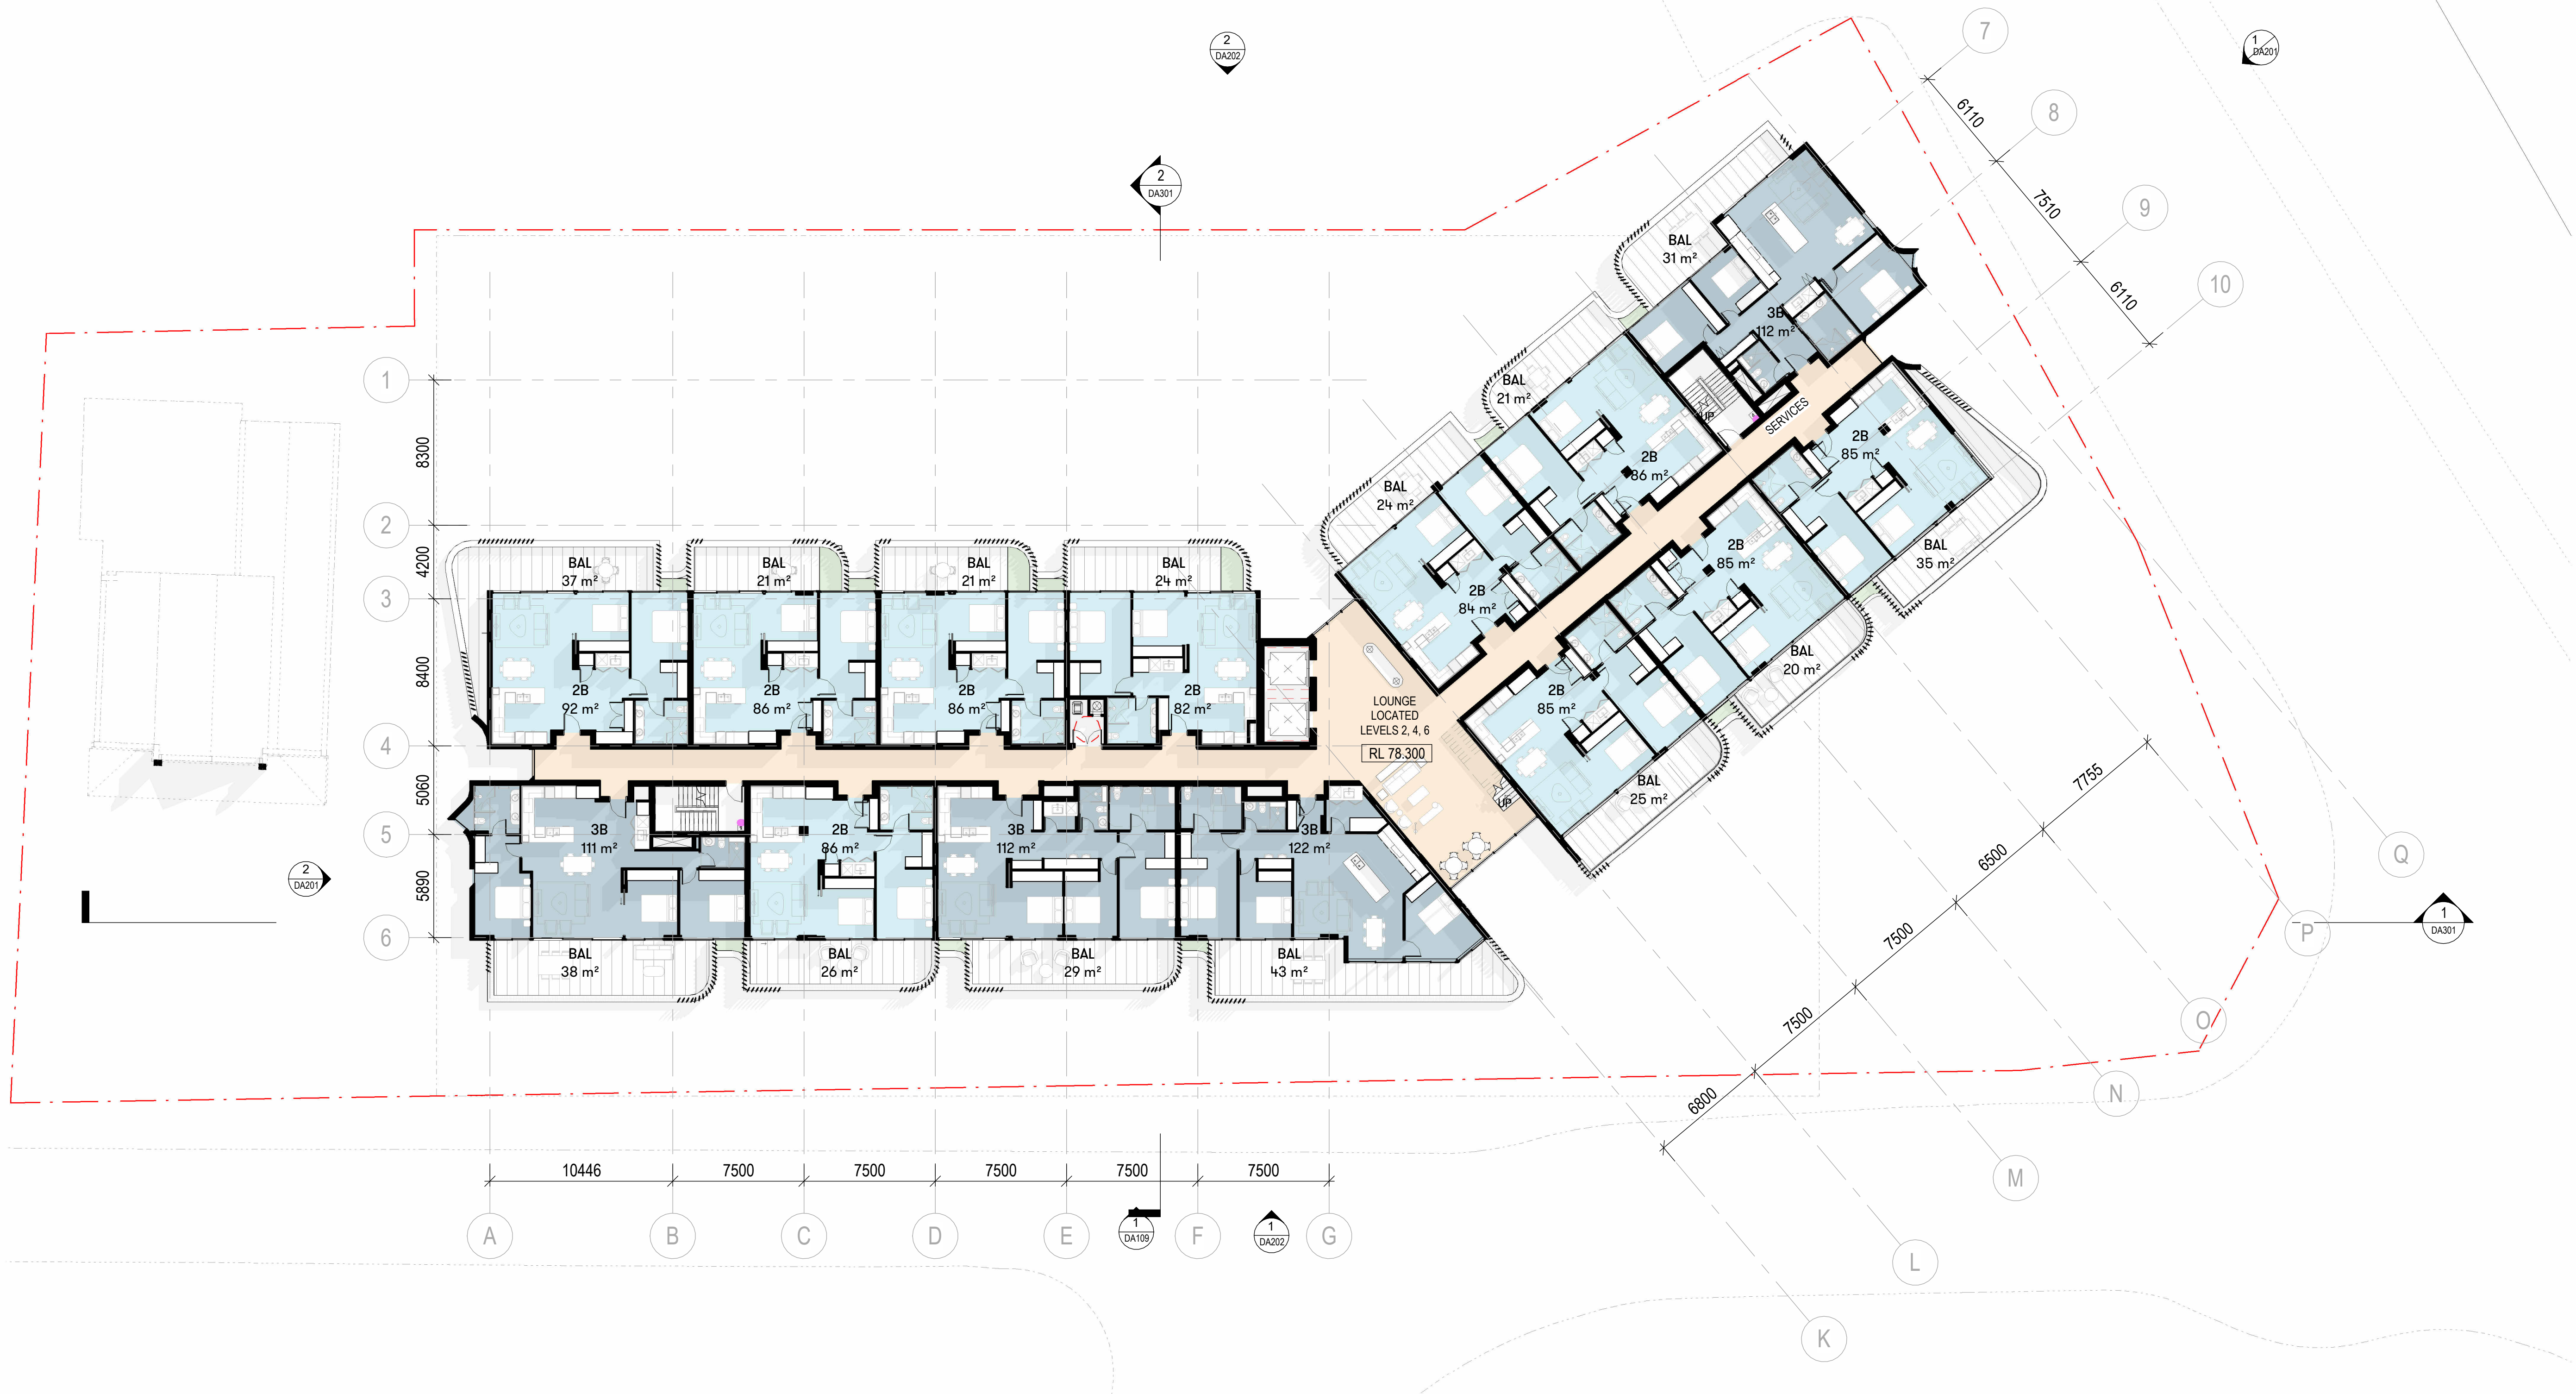 2
DA202
1
DA201
7
8
9
10
6110
7510
6110
2
DA301
BAL
31 m²
3B
112 m²
BAL
21 m²
UP
SERVICES
2B
86 m²
2B
85 m²
BAL
24 m²
2B
84 m²
2B
85 m²
BAL
35 m²
2B
85 m²
BAL
20 m²
BAL
25 m²
UP
1
2
3
4
5
6
8300
4200
8400
5060
5890
BAL
37 m²
BAL
21 m²
BAL
21 m²
BAL
24 m²
2B
92 m²
2B
86 m²
2B
86 m²
2B
82 m²
LOUNGE
LOCATED
LEVELS 2, 4, 6
RL 78.300
3B
111 m²
2B
86 m²
3B
112 m²
3B
122 m²
BAL
38 m²
BAL
26 m²
BAL
29 m²
BAL
43 m²
2
DA201
1
DA301
7755
6500
7500
7500
6800
Q
P
O
N
M
L
K
10446
7500
7500
7500
7500
7500
A
B
C
D
E
F
G
1
DA109
1
DA202